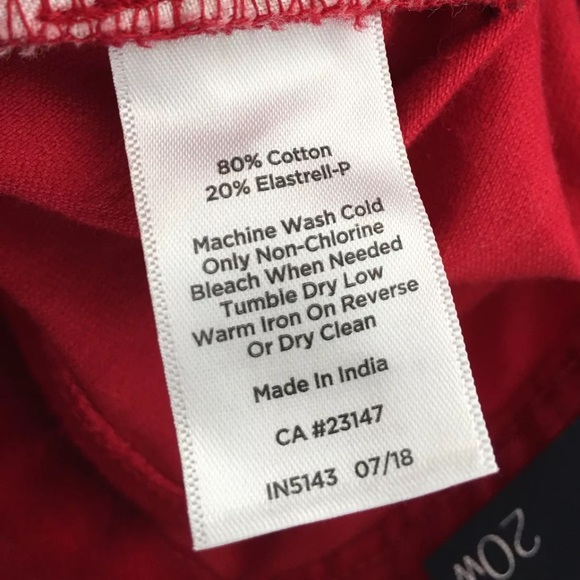 80% Cotton
20% Elastrell-P
Machine Wash Cold
Only Non-Chlorine
Bleach When Needed
Tumble Dry Low
Warm Iron On Reverse
Or Dry Clean
Made In India
CA #23147
IN5143 07/18
20W